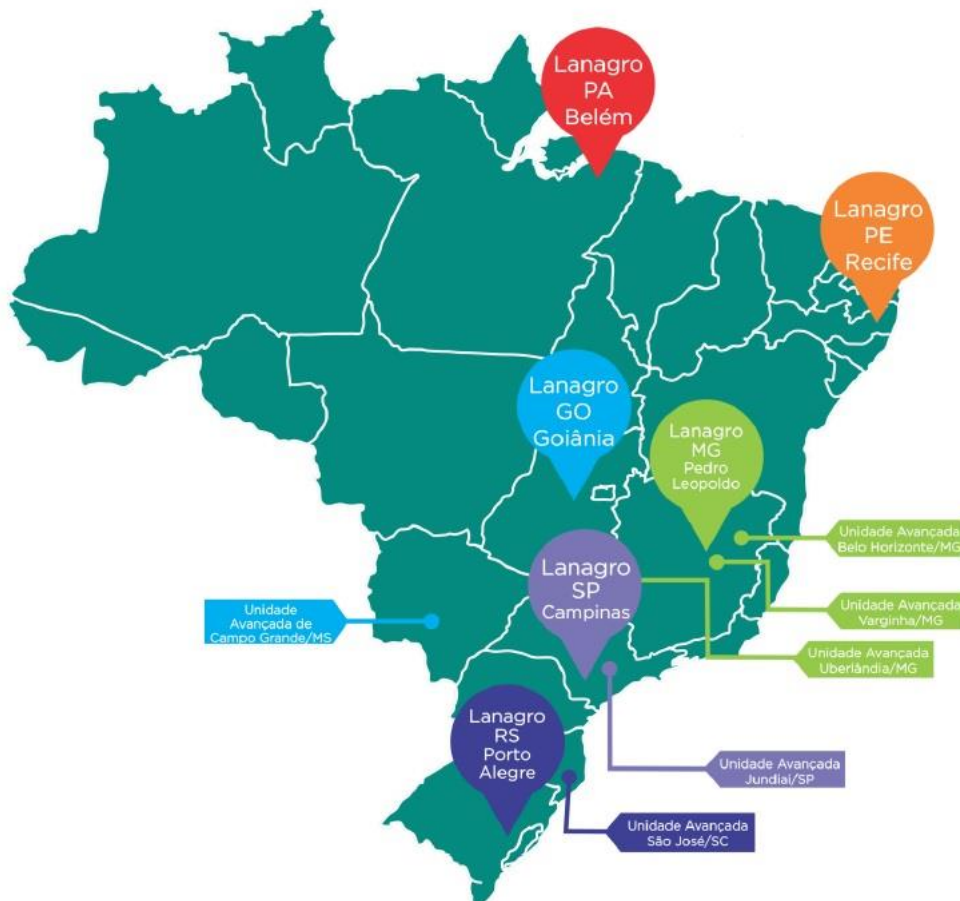 Lanagro
PA
Belém
Lanagro
PE
Recife
Lanagro
GO
Goiânia
Lanagro
MG
Pedro
Leopoldo
Unidade Avançada
Belo Horizonte/MG
Lanagro
SP
Campinas
Unidade
Avançada de
Campo Grande/MS
Unidade Avançada
Varginha/MG
Unidade Avançada
Uberlândia/MG
Lanagro
RS
Porto
Alegre
Unidade Avançada
Jundiaí/SP
Unidade Avançada
São José/SC